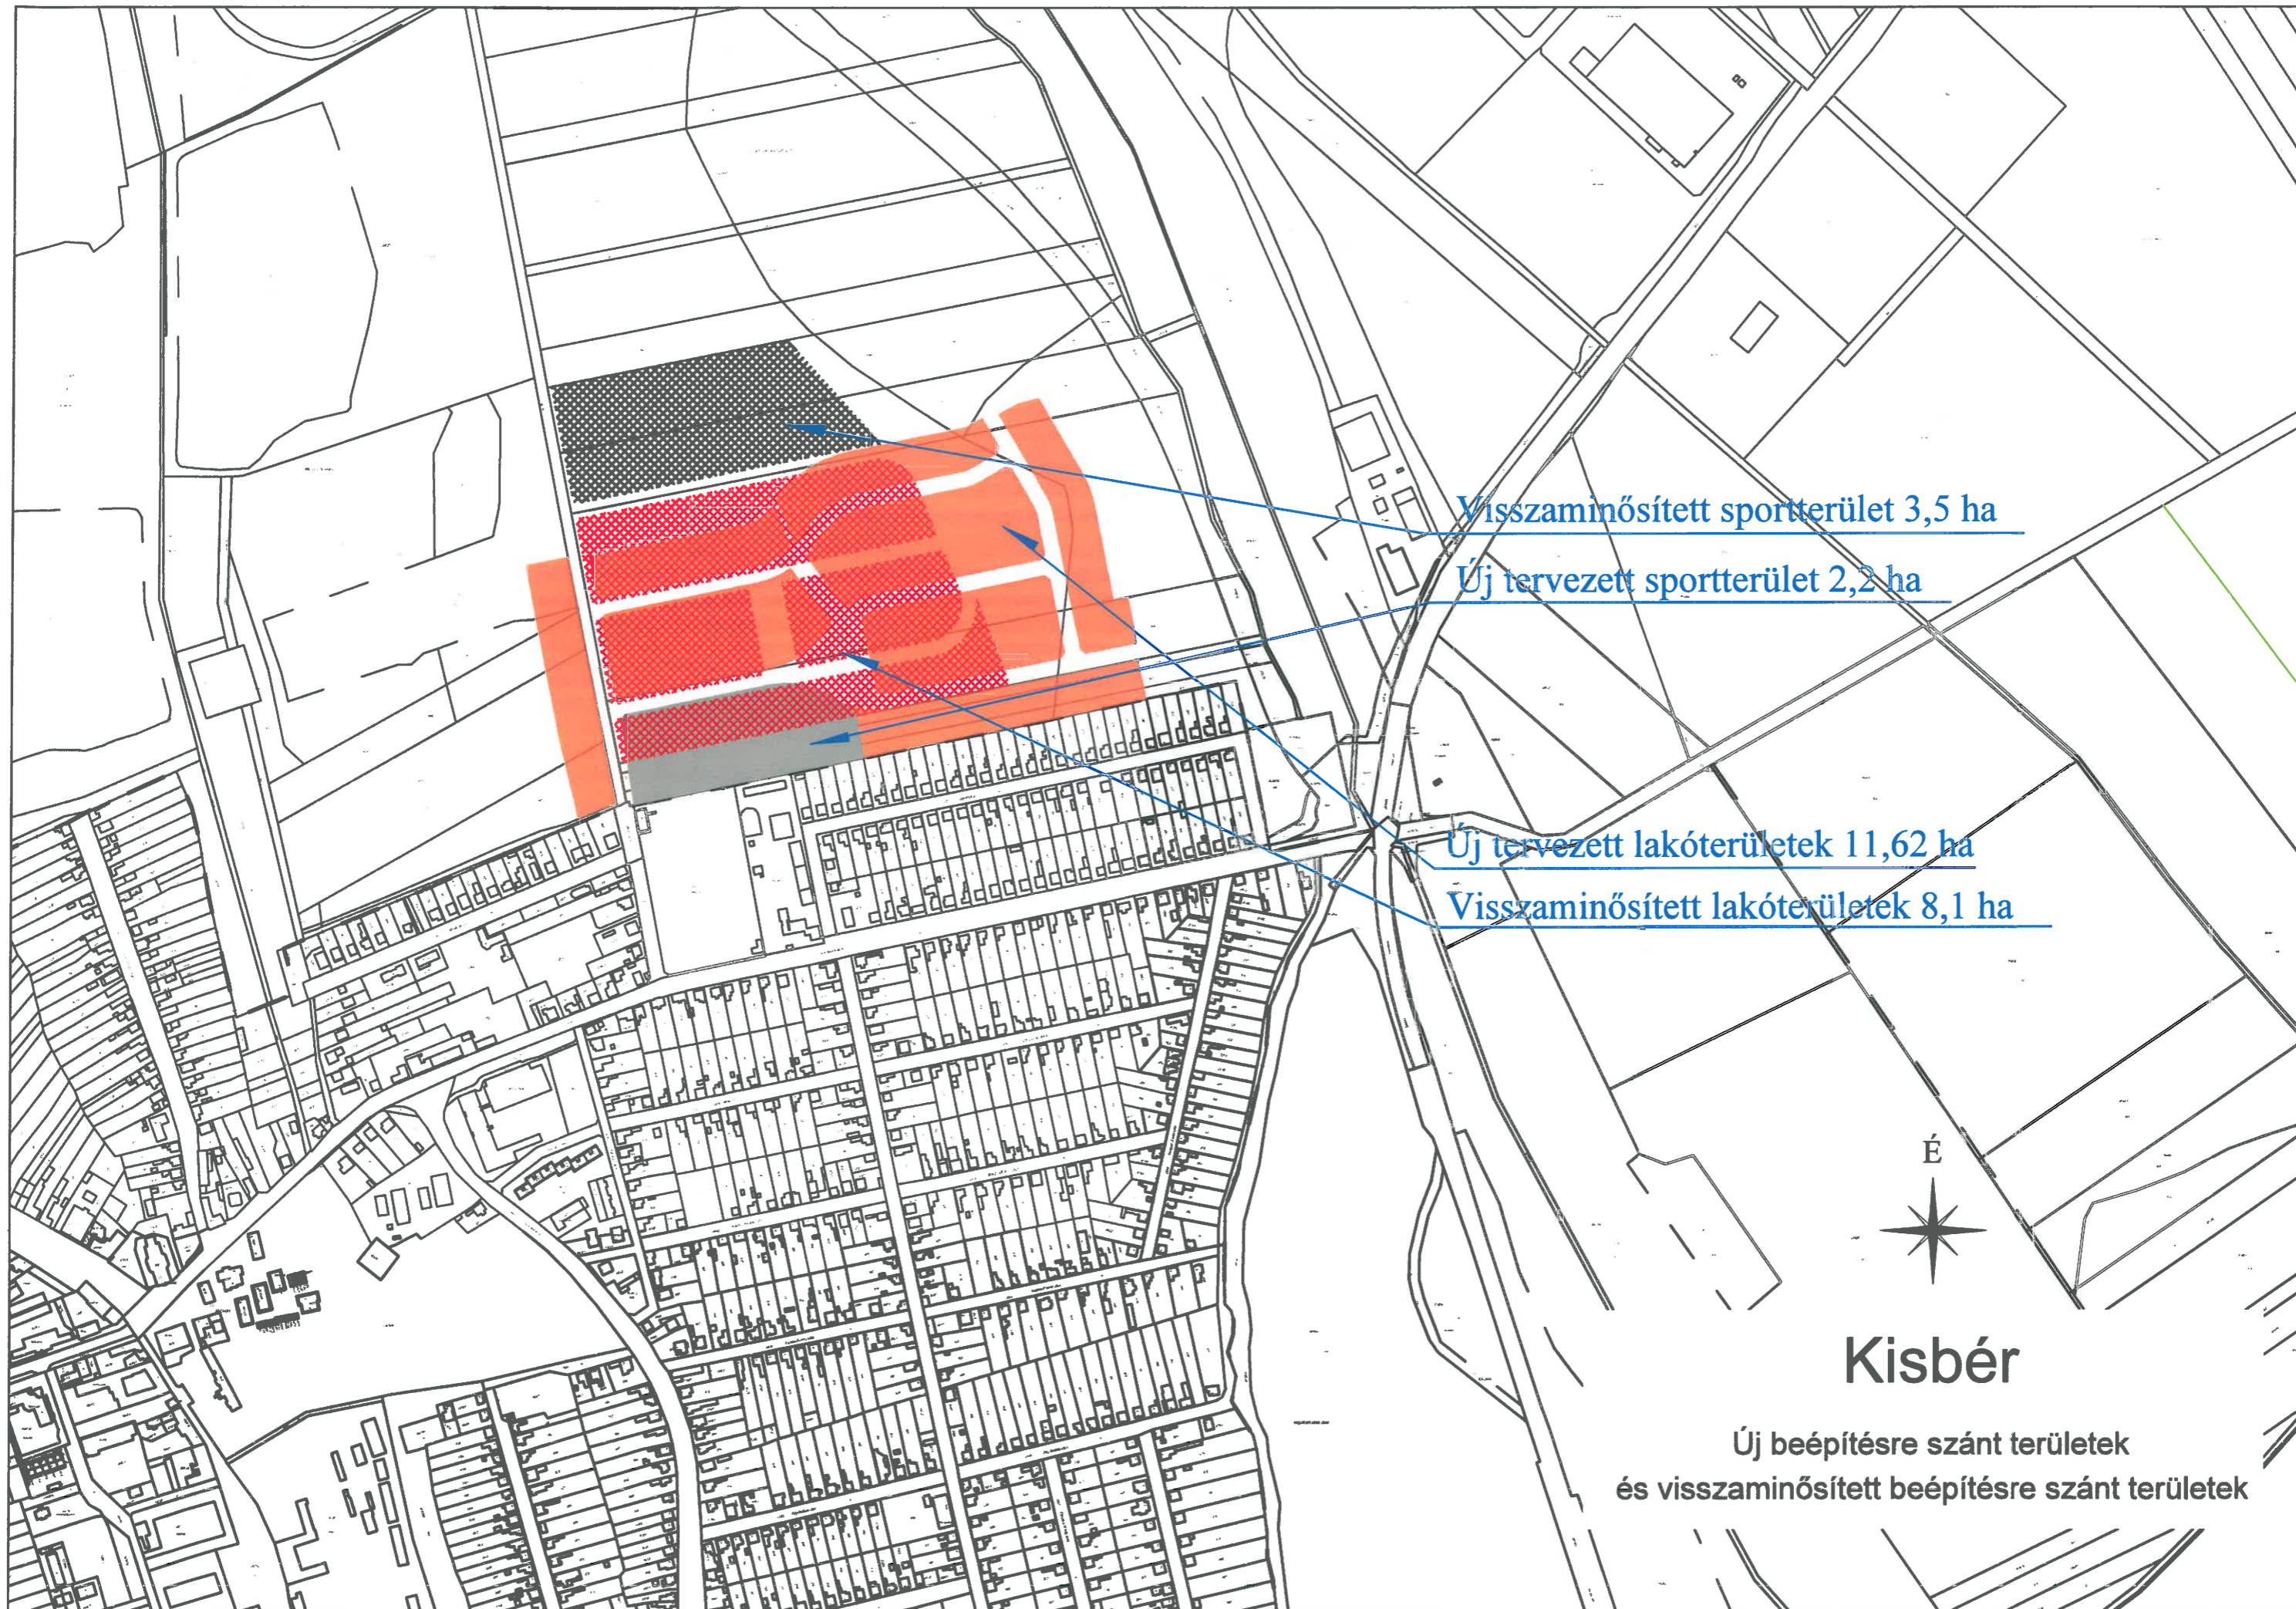 Visszaminősített sportterület 3,5 ha
Új tervezett sportterület 2,2 ha
Új tervezett lakóterületek 11,62 ha
Visszaminősített lakóterületek 8,1 ha
É
Kisbér
Új beépítésre szánt területek
és visszaminősített beépítésre szánt területek